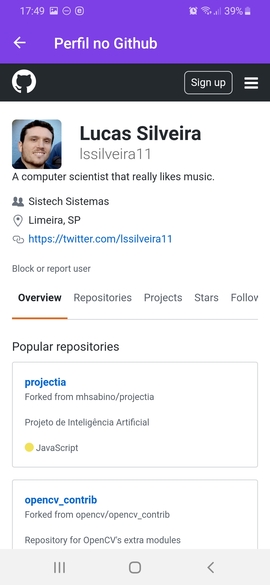 17:49 39%
Perfil no Github
Sign up
Lucas Silveira
lssilveira11
A computer scientist that really likes music.
Sistech Sistemas
Limeira, SP
https://twitter.com/lssilveira11
Block or report user
Overview Repositories Projects Stars Follov
Popular repositories
projectia
Forked from mhsabino/projectia
Projeto de Inteligência Artificial
JavaScript
opencv_contrib
Forked from opencv/opencv_contrib
Repository for OpenCV's extra modules